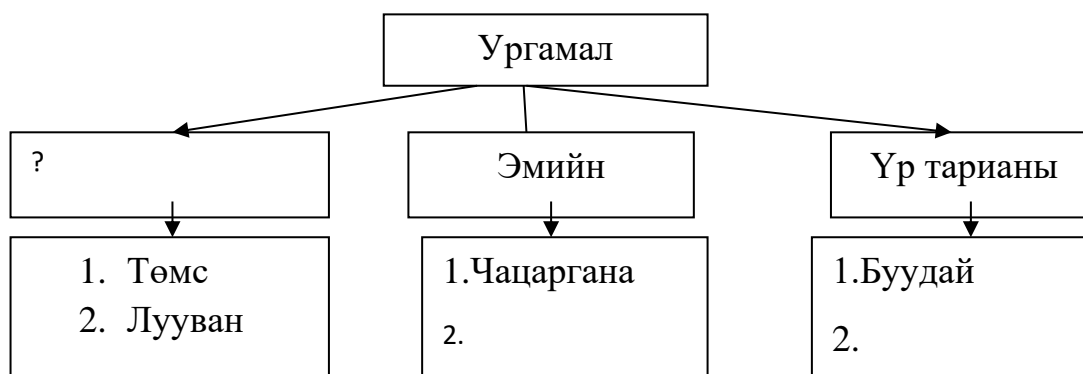 Ургамал
?
Эмийн
Үр тарианы
1. Төмс
2. Лууван
1.Чацаргана
2.
1.Буудай
2.